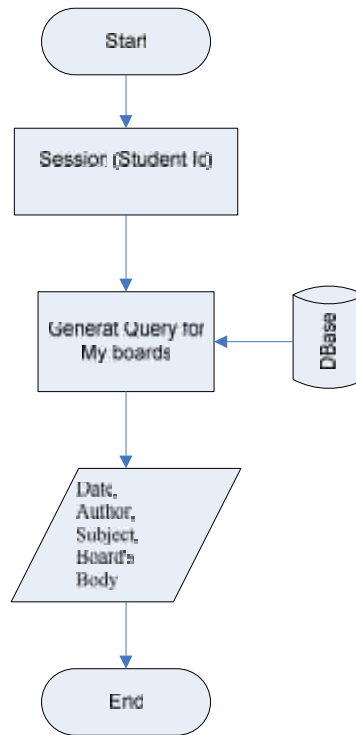 Start
Session (Student Id)
Generat Query for
My boards
DBase
Date,
Author,
Subject,
Board's
Body
End